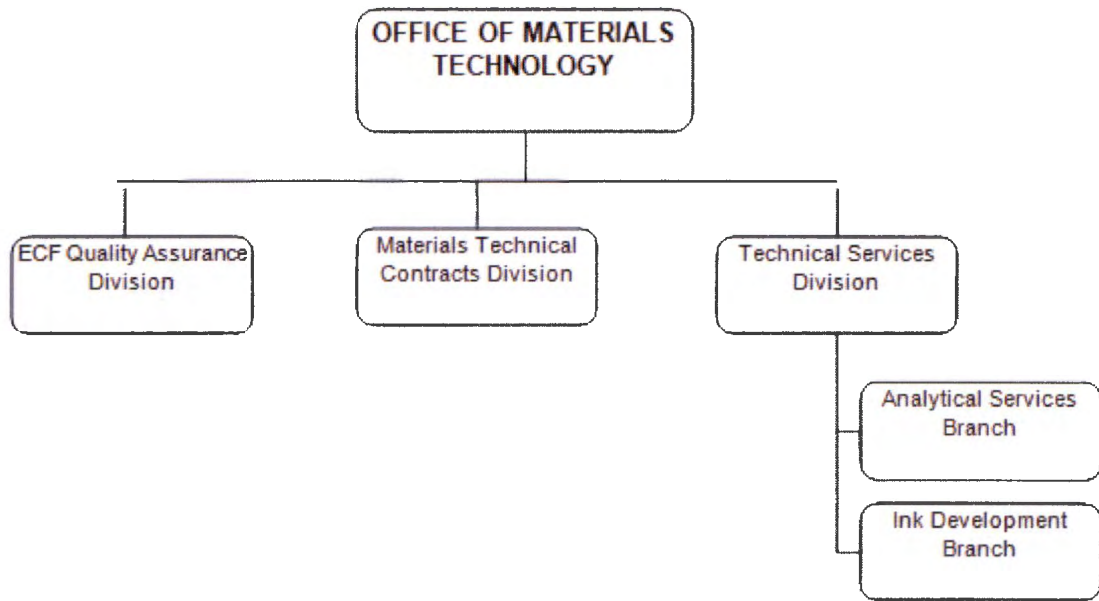 OFFICE OF MATERIALS
TECHNOLOGY
ECF Quality Assurance
Division
Materials Technical
Contracts Division
Technical Services
Division
Analytical Services
Branch
Ink Development
Branch